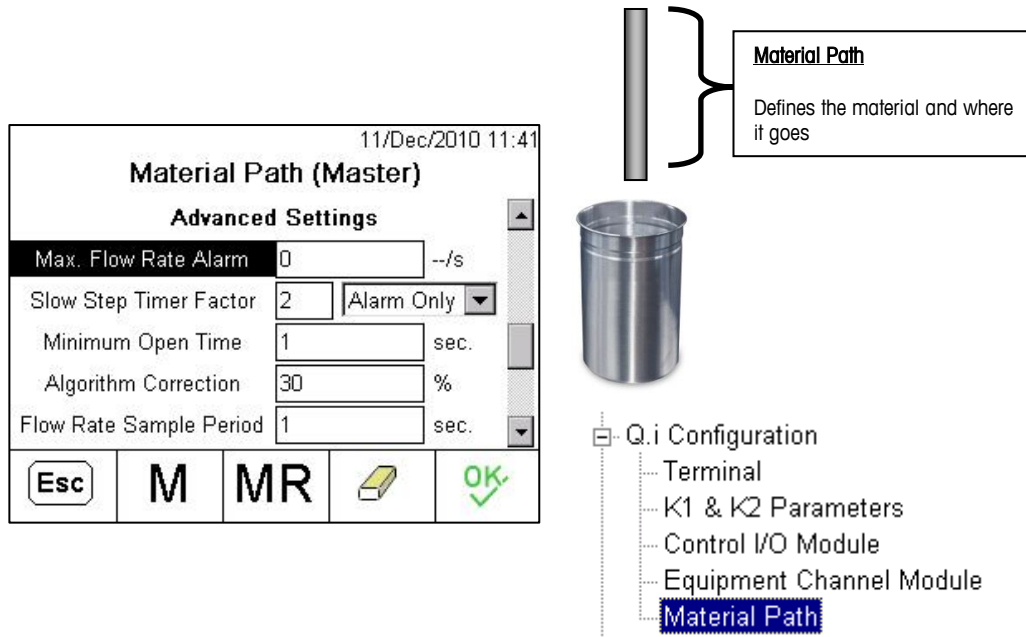 Material Path
Defines the material and where
it goes
11/Dec/2010 11:41
Material Path (Master)
Advanced Settings
Max. Flow Rate Alarm 0 --/s
Slow Step Timer Factor 2 Alarm Only
Minimum Open Time 1 sec.
Algorithm Correction 30 %
Flow Rate Sample Period 1 sec.
Esc M MR OK
Q.i Configuration
Terminal
K1 & K2 Parameters
Control I/O Module
Equipment Channel Module
Material Path